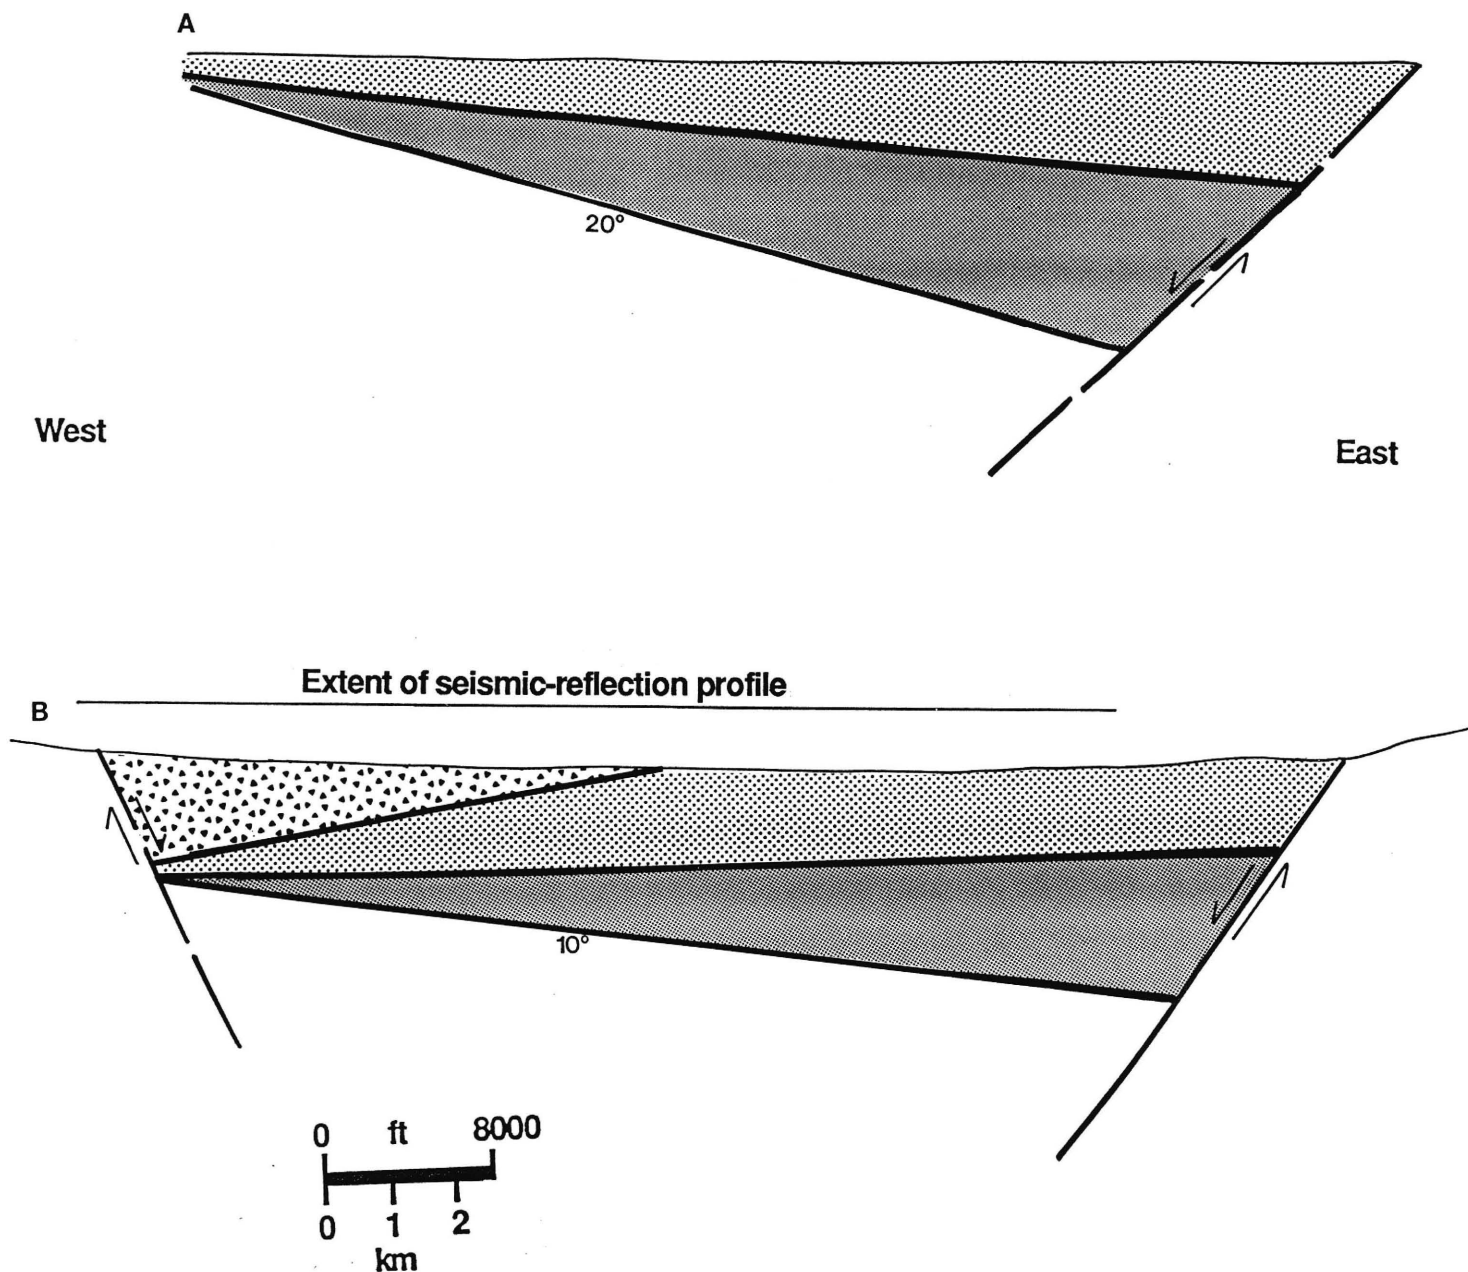 A
20°
West
East
Extent of seismic-reflection profile
B
10°
0 ft 8000
0 1 2
km